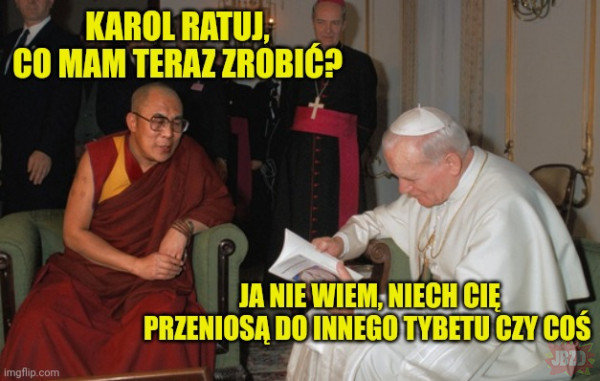 KAROL RATUJ,
CO MAM TERAZ ZROBIĆ?
JA NIE WIEM, NIECH CIĘ
PRZENIOSĄ DO INNEGO TYBETU CZY COŚ
JBZD
imgflip.com